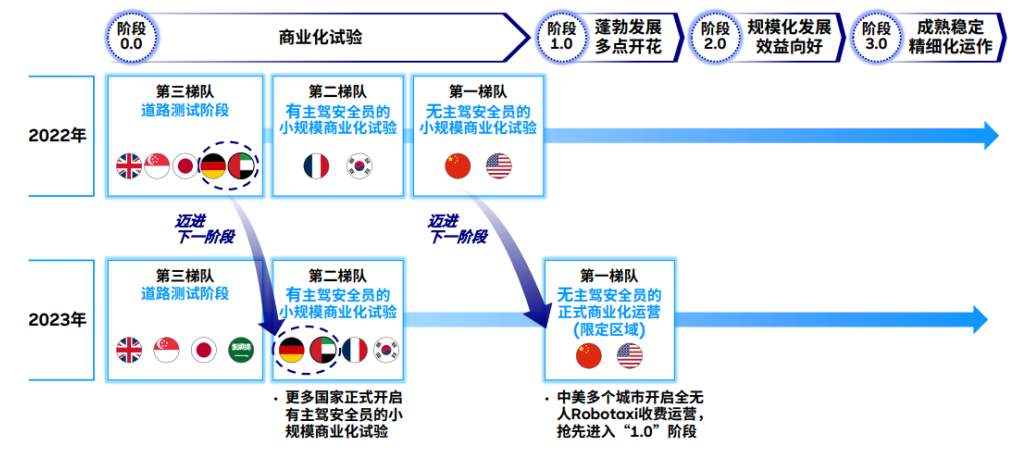 阶段
0.0
商业化试验
阶段
1.0
蓬勃发展
多点开花
阶段
2.0
规模化发展
效益向好
阶段
3.0
成熟稳定
精细化运作
2022年
第三梯队
道路测试阶段
第二梯队
有主驾安全员的
小规模商业化试验
第一梯队
无主驾安全员的
小规模商业化试验
迈进
下一阶段
迈进
下一阶段
2023年
第三梯队
道路测试阶段
第二梯队
有主驾安全员的
小规模商业化试验
第一梯队
无主驾安全员的
正式商业化运营
(限定区域)
• 更多国家正式开启
有主驾安全员的小
规模商业化试验
• 中美多个城市开启全无
人Robotaxi收费运营，
抢先进入“1.0”阶段